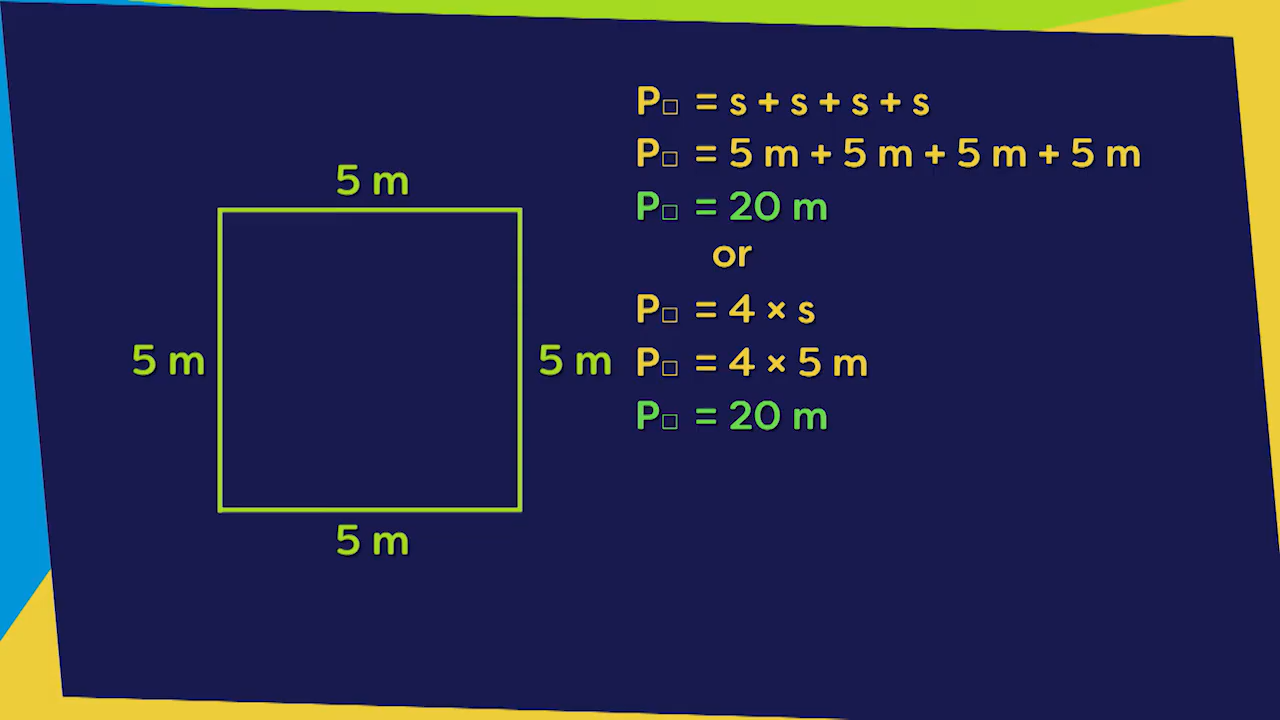 5 m
5 m
5 m
5 m
P□ = s + s + s + s
P□ = 5 m + 5 m + 5 m + 5 m
P□ = 20 m
or
P□ = 4 × s
P□ = 4 × 5 m
P□ = 20 m